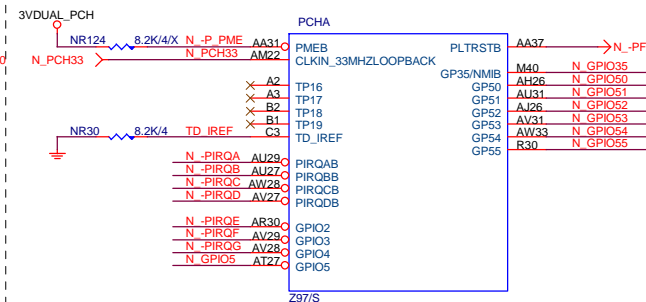 3VDUAL_PCH
PCHA
NR124 8.2K/4/X N_-P_PME AA31 PMEB PLTRSTB AA37 N_-PF
0 N_PCH33 N_PCH33 AM22 CLKIN_33MHZLOOPBACK
GP35/NMIB M40 N_GPIO35
A2 TP16 GP50 AH26 N_GPIO50
A3 TP17 GP51 AU31 N_GPIO51
B2 TP18 GP52 AJ26 N_GPIO52
B1 TP19 GP53 AV31 N_GPIO53
NR30 8.2K/4 TD_IREF C3 TD_IREF GP54 AW33 N_GPIO54
GP55 R30 N_GPIO55
N_-PIRQA AU29 PIRQAB
N_-PIRQB AU27 PIRQBB
N_-PIRQC AW28 PIRQCB
N_-PIRQD AV27 PIRQDB
N_-PIRQE AR30 GPIO2
N_-PIRQF AV29 GPIO3
N_-PIRQG AV28 GPIO4
N_GPIO5 AT27 GPIO5
Z97/S